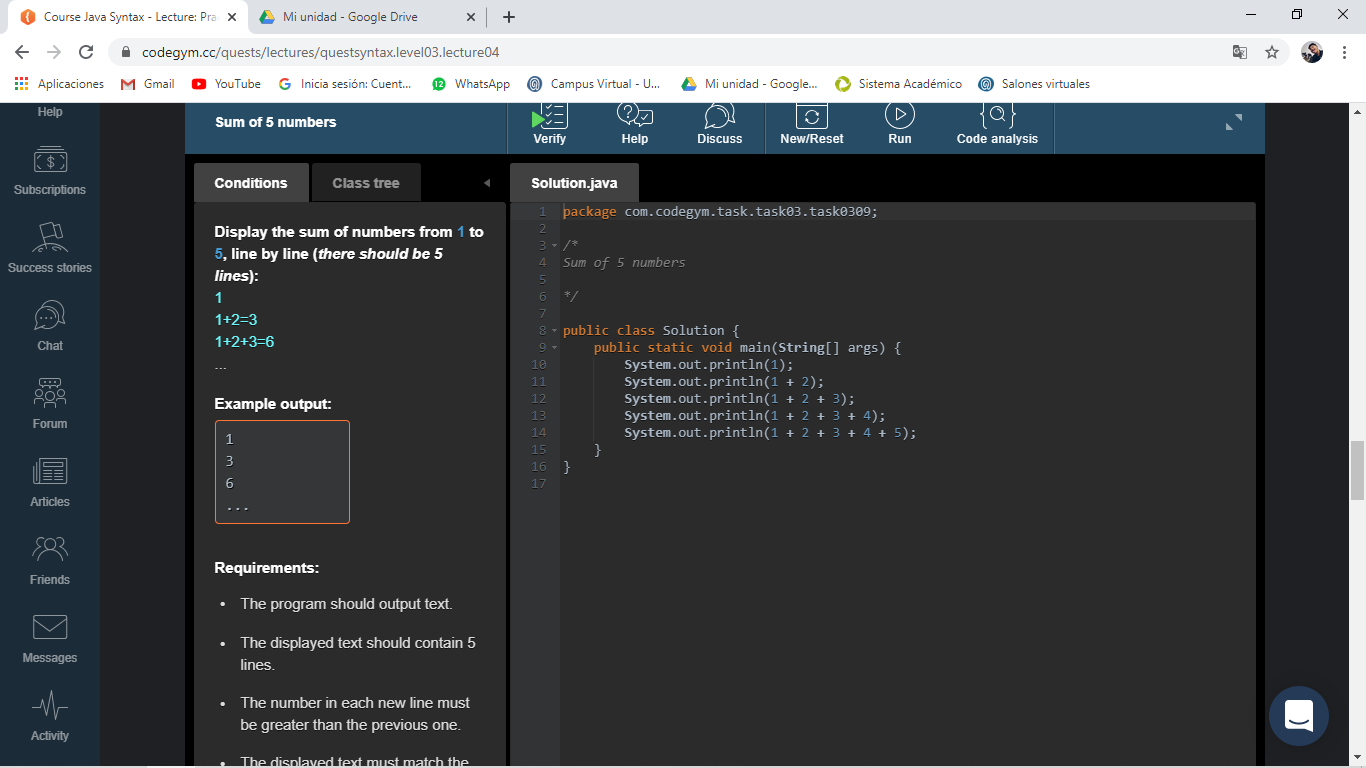 Course Java Syntax - Lecture: Pra
Mi unidad - Google Drive
codegym.cc/quests/lectures/questsyntax.level03.lecture04
Aplicaciones
Gmail
YouTube
Inicia sesión: Cuent...
12
WhatsApp
Campus Virtual - U...
Mi unidad - Google...
Sistema Académico
Salones virtuales
Help
Subscriptions
Success stories
Chat
Forum
Articles
Friends
Messages
Activity
Sum of 5 numbers
Verify
Help
Discuss
New/Reset
Run
Code analysis
Conditions
Class tree
Display the sum of numbers from 1 to
5, line by line (there should be 5
lines):
1
1+2=3
1+2+3=6
...
Example output:
1
3
6
...
Requirements:
• The program should output text.
• The displayed text should contain 5
lines.
• The number in each new line must
be greater than the previous one.
• The displayed text must match the
Solution.java
1 package com.codegym.task.task03.task0309;
2
3 /*
4 Sum of 5 numbers
5
6 */
7
8 public class Solution {
9 public static void main(String[] args) {
10 System.out.println(1);
11 System.out.println(1 + 2);
12 System.out.println(1 + 2 + 3);
13 System.out.println(1 + 2 + 3 + 4);
14 System.out.println(1 + 2 + 3 + 4 + 5);
15 }
16 }
17